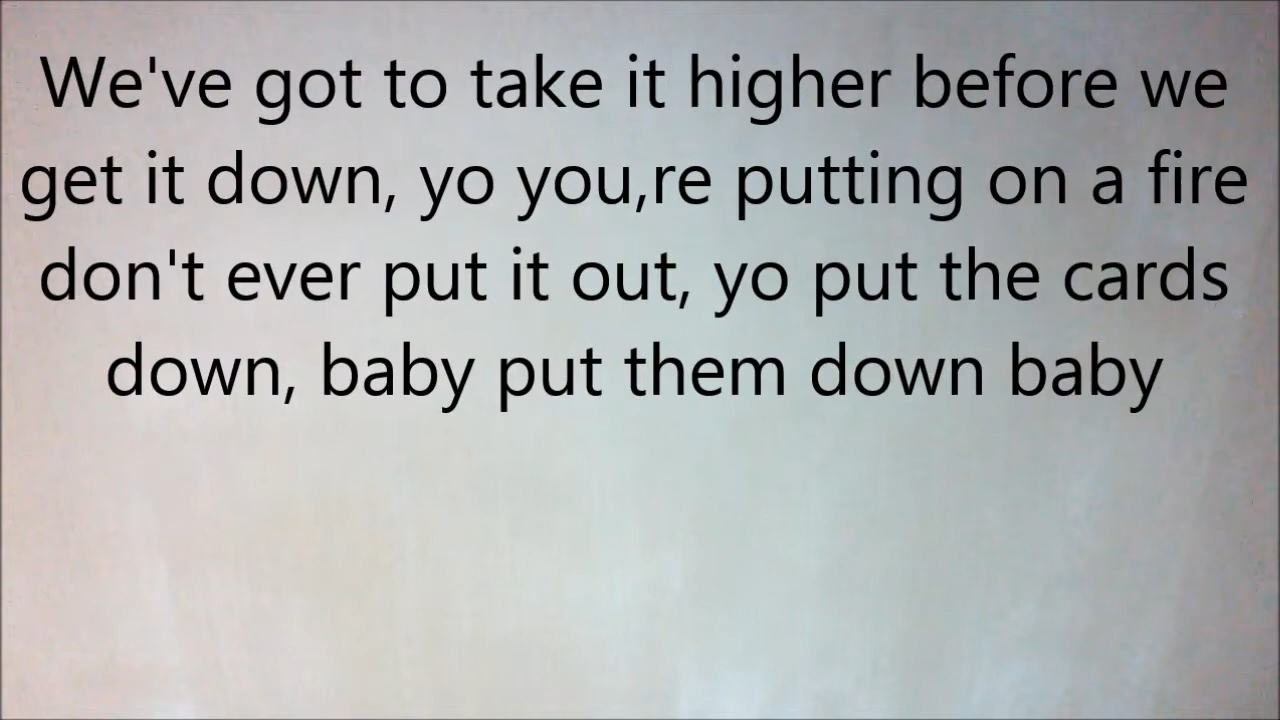 We've got to take it higher before we
get it down, yo you,re putting on a fire
don't ever put it out, yo put the cards
down, baby put them down baby